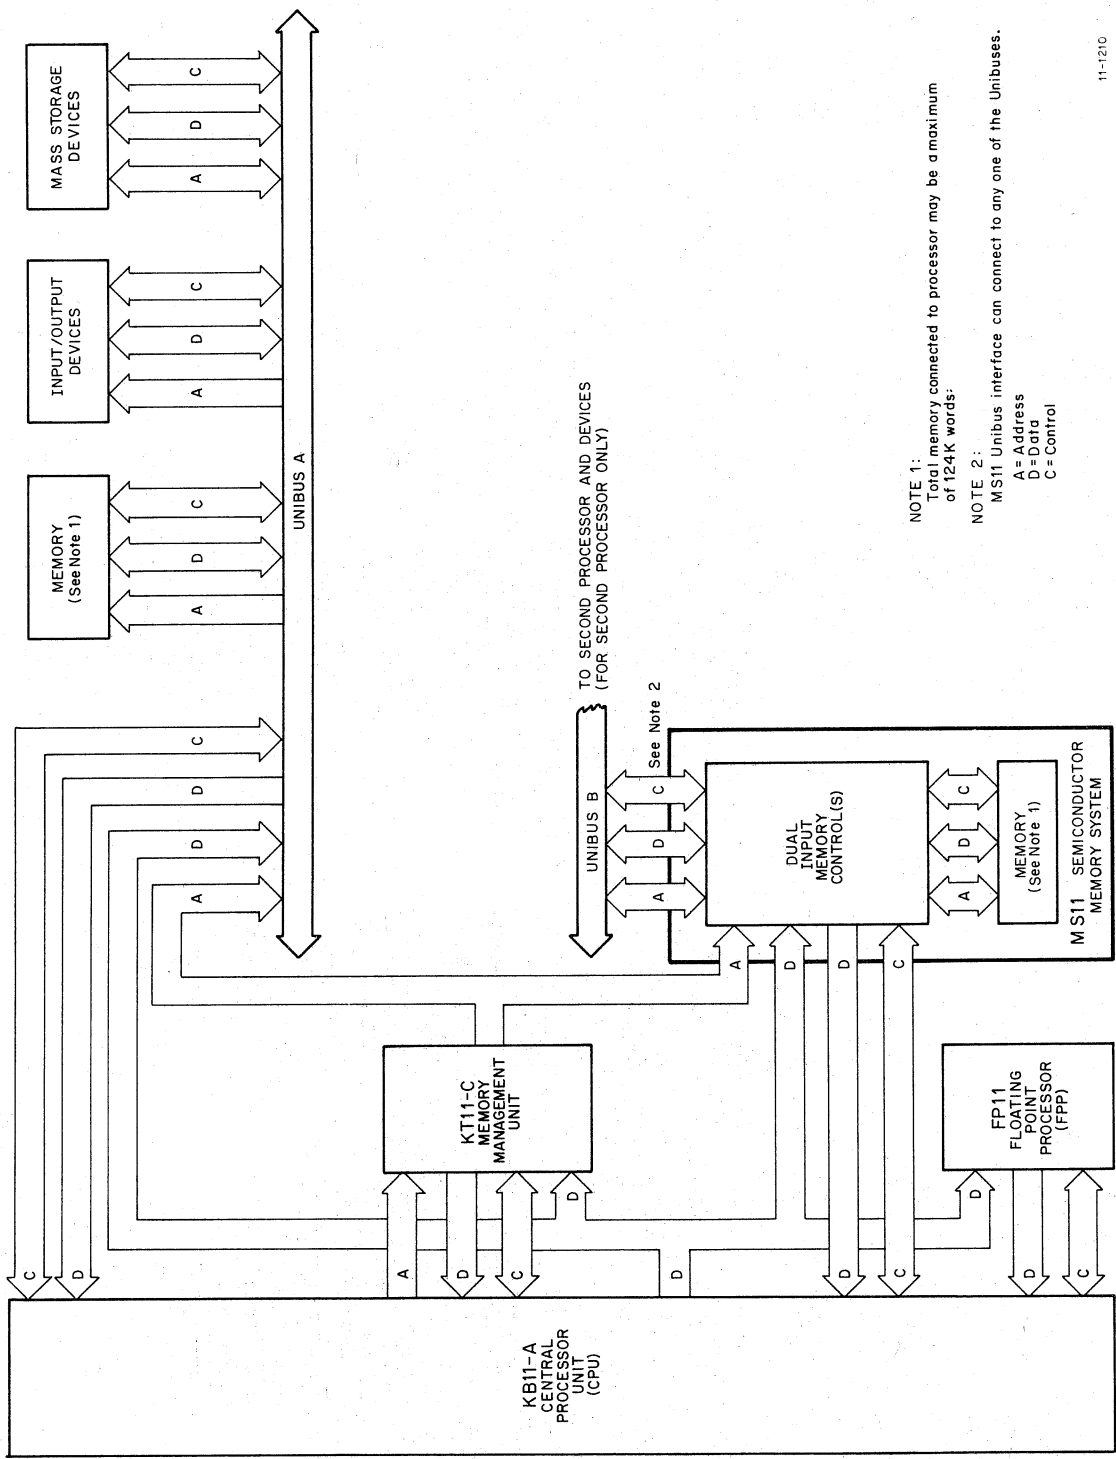 MASS STORAGE
DEVICES
A
D
C
INPUT/OUTPUT
DEVICES
A
D
C
MEMORY
(See Note 1)
A
D
C
UNIBUS A
A
D
D
C
TO SECOND PROCESSOR AND DEVICES
(FOR SECOND PROCESSOR ONLY)
UNIBUS B
See Note 2
A
D
C
DUAL
INPUT
MEMORY
CONTROL(S)
A
D
C
MEMORY
(See Note 1)
MS11 SEMICONDUCTOR
MEMORY SYSTEM
A
D
D
C
KT11-C
MEMORY
MANAGEMENT
UNIT
D
FP11
FLOATING
POINT
PROCESSOR
(FPP)
D
C
D
A
D
C
D
D
C
D
C
KB11-A
CENTRAL
PROCESSOR
UNIT
(CPU)
NOTE 1:
Total memory connected to processor may be a maximum
of 124K words.
NOTE 2:
MS11 Unibus interface can connect to any one of the Unibuses.
A = Address
D = Data
C = Control
11-1210